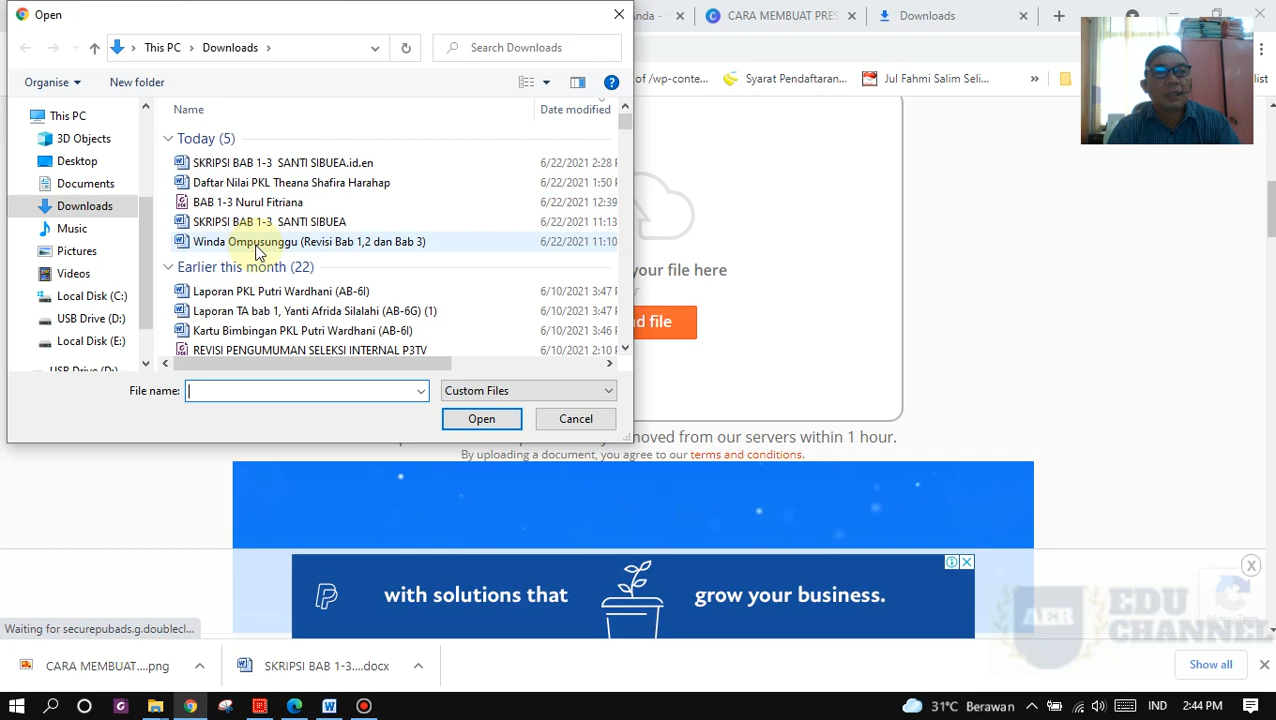 Open
Anda - (
CARA MEMBUAT PRES
Downloads
This PC
Downloads
Search Downloads
Organise
New folder
of /wp-conte...
Syarat Pendaftaran...
Jul Fahmi Salim Seli...
»
list
Name
Date modified
This PC
3D Objects
Desktop
Documents
Downloads
Music
Pictures
Videos
Local Disk (C:)
USB Drive (D:)
Local Disk (E:)
USB Drive (D:)
Today (5)
SKRIPSI BAB 1-3 SANTI SIBUEA.id.en
6/22/2021 2:28 P
Daftar Nilai PKL Theana Shafira Harahap
6/22/2021 1:50 P
BAB 1-3 Nurul Fitriana
6/22/2021 12:39
SKRIPSI BAB 1-3 SANTI SIBUEA
6/22/2021 11:13
Winda Ompusunggu (Revisi Bab 1,2 dan Bab 3)
6/22/2021 11:10
Earlier this month (22)
Laporan PKL Putri Wardhani (AB-6I)
6/10/2021 3:47 P
Laporan TA bab 1, Yanti Afrida Silalahi (AB-6G) (1)
6/10/2021 3:47 P
Kartu Bimbingan PKL Putri Wardhani (AB-6I)
6/10/2021 3:46 P
REVISI PENGUMUMAN SELEKSI INTERNAL P3TV
6/10/2021 2:10 P
File name:
Custom Files
Open
Cancel
your file here
d file
moved from our servers within 1 hour.
By uploading a document, you agree to our terms and conditions.
with solutions that
grow your business.
EDU
CHANNEL
AER
Waiting for securepubads.g.doublecl...
CARA MEMBUAT....png
SKRIPSI BAB 1-3....docx
Show all
31°C Berawan
IND
2:44 PM